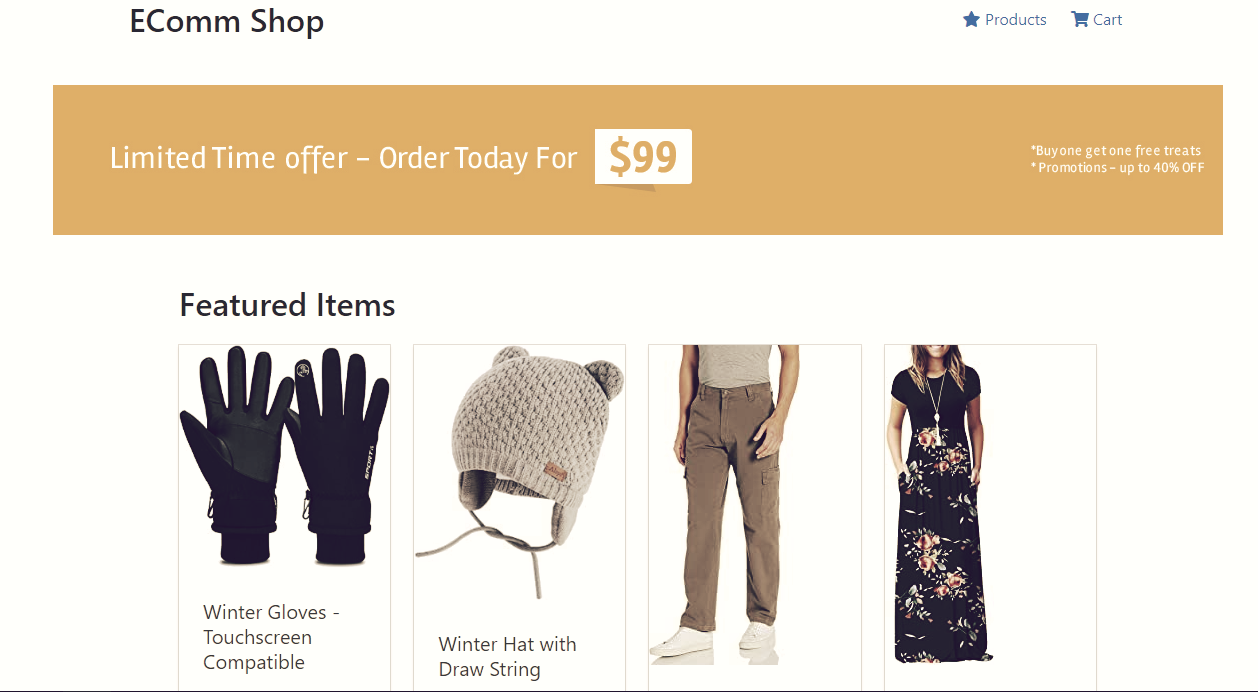 EComm Shop
Products
Cart
Limited Time offer – Order Today For $99
*Buy one get one free treats
* Promotions – up to 40% OFF
Featured Items
SPORTA
Winter Gloves -
Touchscreen
Compatible
Winter Hat with
Draw String